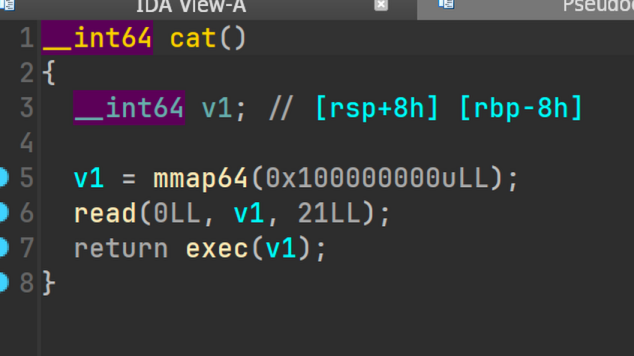 IDA View-A
1 __int64 cat()
2 {
3 __int64 v1; // [rsp+8h] [rbp-8h]
4
5 v1 = mmap64(0x100000000uLL);
6 read(0LL, v1, 21LL);
7 return exec(v1);
8 }